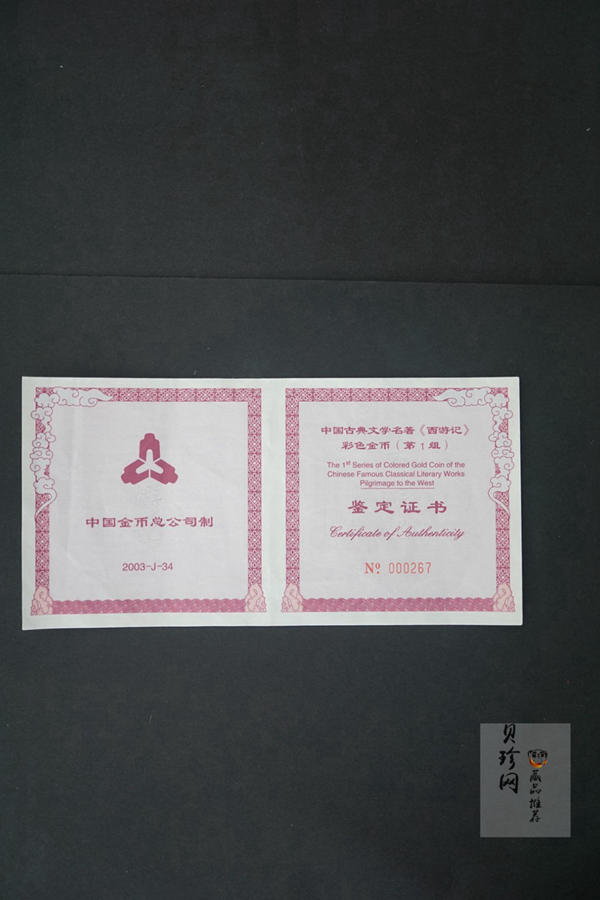 中国金币总公司制
2003-J-34
中国古典文学名著《西游记》
彩色金币（第1组）
The 1st Series of Colored Gold Coin of the
Chinese Famous Classical Literary Works
Pilgrimage to the West
鉴定证书
Certificate of Authenticity
№ 000267
贝珍网
藏品推荐